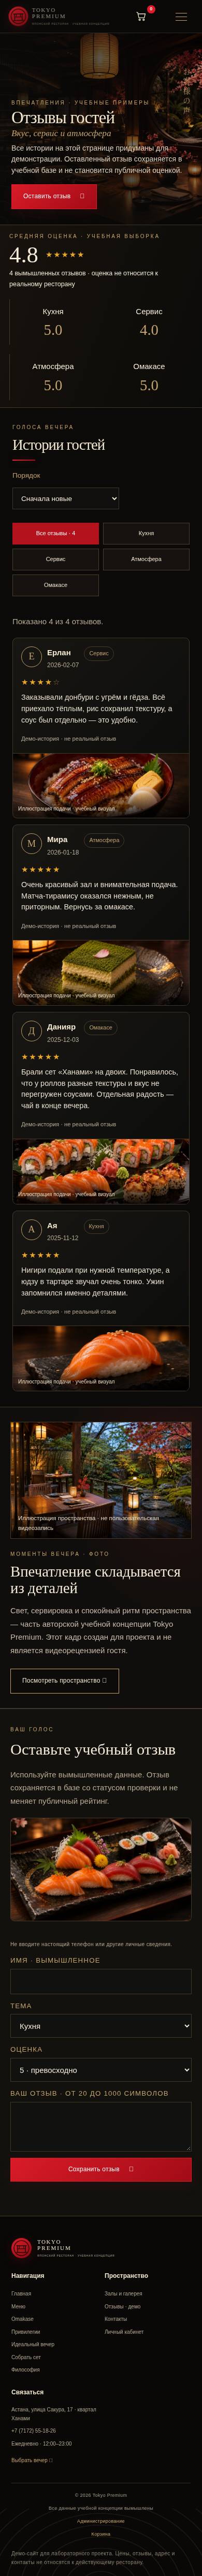 TOKYO
PREMIUM
ЯПОНСКИЙ РЕСТОРАН · УЧЕБНАЯ КОНЦЕПЦИЯ
0
ВПЕЧАТЛЕНИЯ · УЧЕБНЫЕ ПРИМЕРЫ
Отзывы гостей
Вкус, сервис и атмосфера
Все истории на этой странице придуманы для
демонстрации. Оставленный отзыв сохраняется в
учебной базе и не становится публичной оценкой.
Оставить отзыв
СРЕДНЯЯ ОЦЕНКА · УЧЕБНАЯ ВЫБОРКА
4.8 ★★★★★
4 вымышленных отзывов · оценка не относится к
реальному ресторану
Кухня
5.0
Сервис
4.0
Атмосфера
5.0
Омакасе
5.0
ГОЛОСА ВЕЧЕРА
Истории гостей
Порядок
Сначала новые
Все отзывы · 4
Кухня
Сервис
Атмосфера
Омакасе
Показано 4 из 4 отзывов.
Е
Ерлан
Сервис
2026-02-07
★★★★☆
Заказывали донбури с угрём и гёдза. Всё
приехало тёплым, рис сохранил текстуру, а
соус был отдельно — это удобно.
Демо-история · не реальный отзыв
Иллюстрация подачи · учебный визуал
М
Мира
Атмосфера
2026-01-18
★★★★★
Очень красивый зал и внимательная подача.
Матча-тирамису оказался нежным, не
приторным. Вернусь за омакасе.
Демо-история · не реальный отзыв
Иллюстрация подачи · учебный визуал
Д
Данияр
Омакасе
2025-12-03
★★★★★
Брали сет «Ханами» на двоих. Понравилось,
что у роллов разные текстуры и вкус не
перегружен соусами. Отдельная радость —
чай в конце вечера.
Демо-история · не реальный отзыв
Иллюстрация подачи · учебный визуал
А
Ая
Кухня
2025-11-12
★★★★★
Нигири подали при нужной температуре, а
юдзу в тартаре звучал очень тонко. Ужин
запомнился именно деталями.
Демо-история · не реальный отзыв
Иллюстрация подачи · учебный визуал
Иллюстрация пространства · не пользовательская
видеозапись
МОМЕНТЫ ВЕЧЕРА · ФОТО
Впечатление складывается
из деталей
Свет, сервировка и спокойный ритм пространства
— часть авторской учебной концепции Tokyo
Premium. Этот кадр создан для проекта и не
является видеорецензией гостя.
Посмотреть пространство
ВАШ ГОЛОС
Оставьте учебный отзыв
Используйте вымышленные данные. Отзыв
сохраняется в базе со статусом проверки и не
меняет публичный рейтинг.
Не вводите настоящий телефон или другие личные сведения.
ИМЯ · ВЫМЫШЛЕННОЕ
ТЕМА
Кухня
ОЦЕНКА
5 · превосходно
ВАШ ОТЗЫВ · ОТ 20 ДО 1000 СИМВОЛОВ
Сохранить отзыв
TOKYO
PREMIUM
ЯПОНСКИЙ РЕСТОРАН · УЧЕБНАЯ КОНЦЕПЦИЯ
Навигация
Главная
Меню
Omakase
Привилегии
Идеальный вечер
Собрать сет
Философия
Пространство
Залы и галерея
Отзывы · демо
Контакты
Личный кабинет
Связаться
Астана, улица Сакура, 17 · квартал
Ханами
+7 (7172) 55-18-26
Ежедневно · 12:00–23:00
Выбрать вечер
© 2026 Tokyo Premium
Все данные учебной концепции вымышлены
Администрирование
Корзина
Демо-сайт для лабораторного проекта. Цены, отзывы, адрес и
контакты не относятся к действующему ресторану.